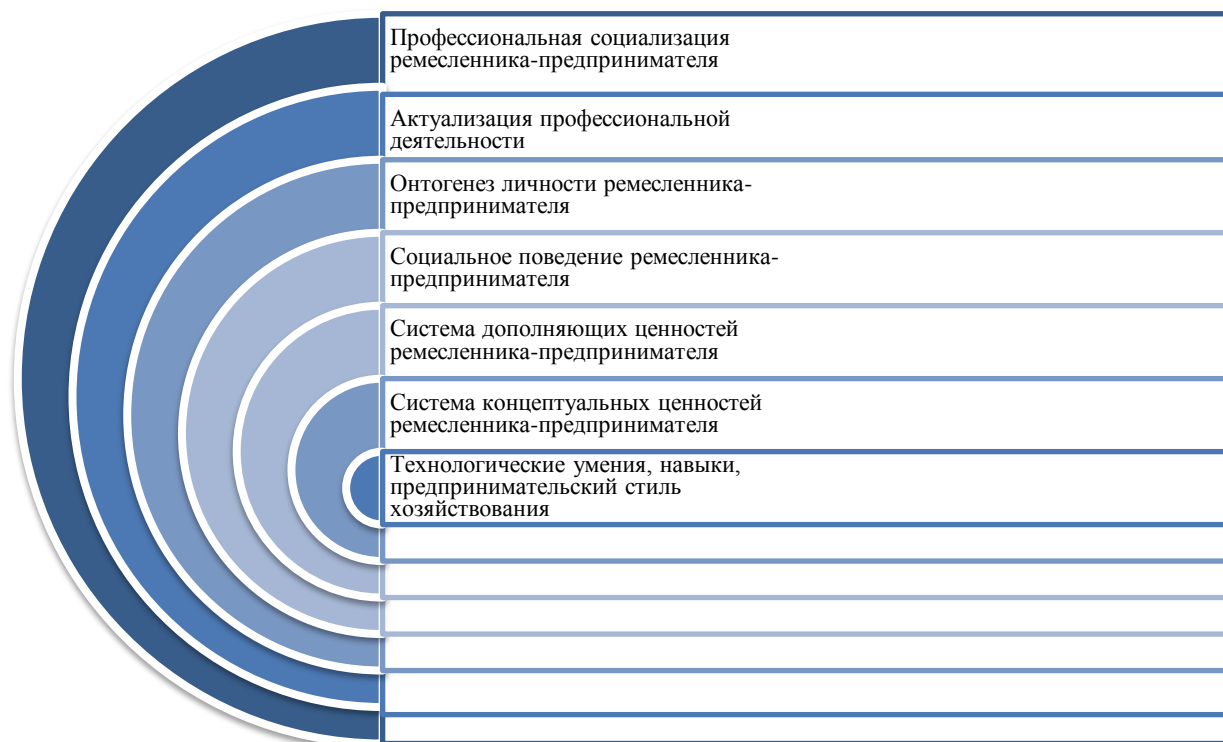 Профессиональная социализация
ремесленника-предпринимателя
Актуализация профессиональной
деятельности
Онтогенез личности ремесленника-
предпринимателя
Социальное поведение ремесленника-
предпринимателя
Система дополняющих ценностей
ремесленника-предпринимателя
Система концептуальных ценностей
ремесленника-предпринимателя
Технологические умения, навыки,
предпринимательский стиль
хозяйствования